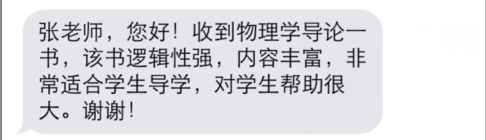 张老师，您好！收到物理学导论一
书，该书逻辑性强，内容丰富，非
常适合学生导学，对学生帮助很
大。谢谢！